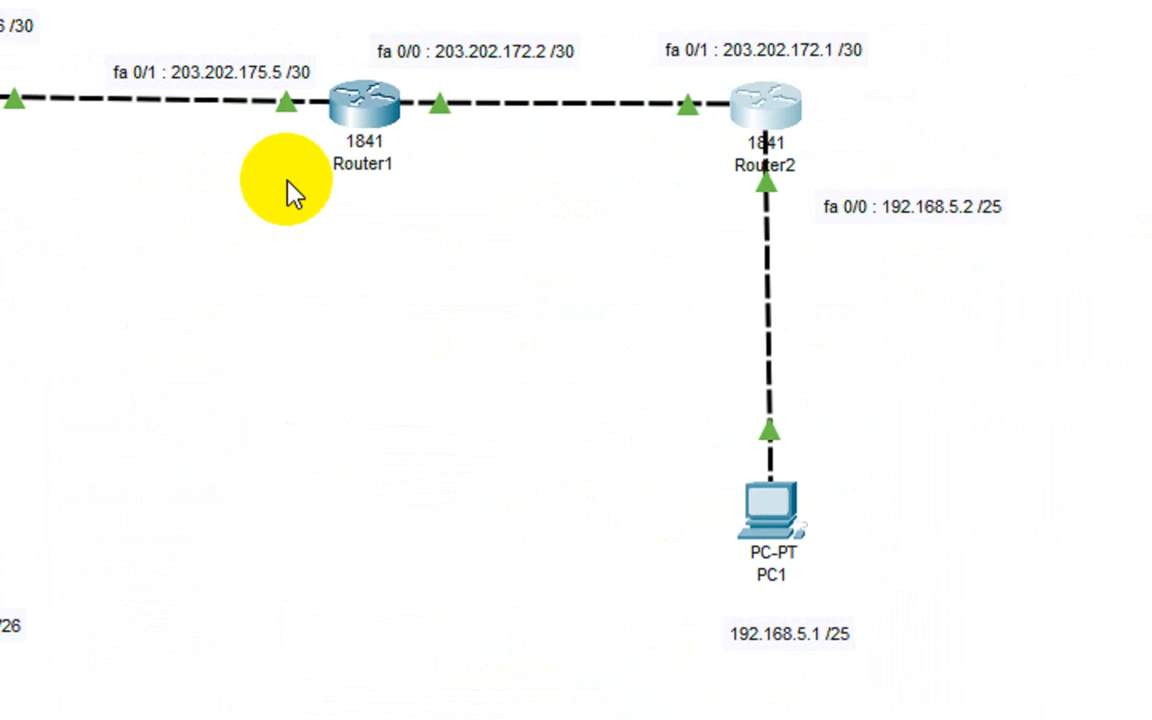 6 /30
fa 0/1 : 203.202.175.5 /30
fa 0/0 : 203.202.172.2 /30
fa 0/1 : 203.202.172.1 /30
1841
Router1
1841
Router2
fa 0/0 : 192.168.5.2 /25
PC-PT
PC1
/26
192.168.5.1 /25